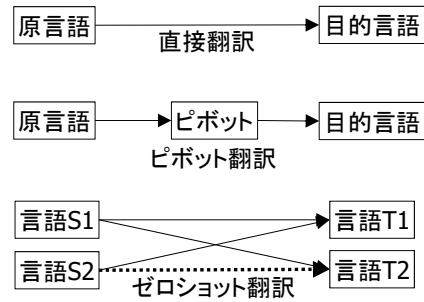 原言語 目的言語
直接翻訳
原言語 ピボット 目的言語
ピボット翻訳
言語S1 言語T1
言語S2 言語T2
ゼロショット翻訳